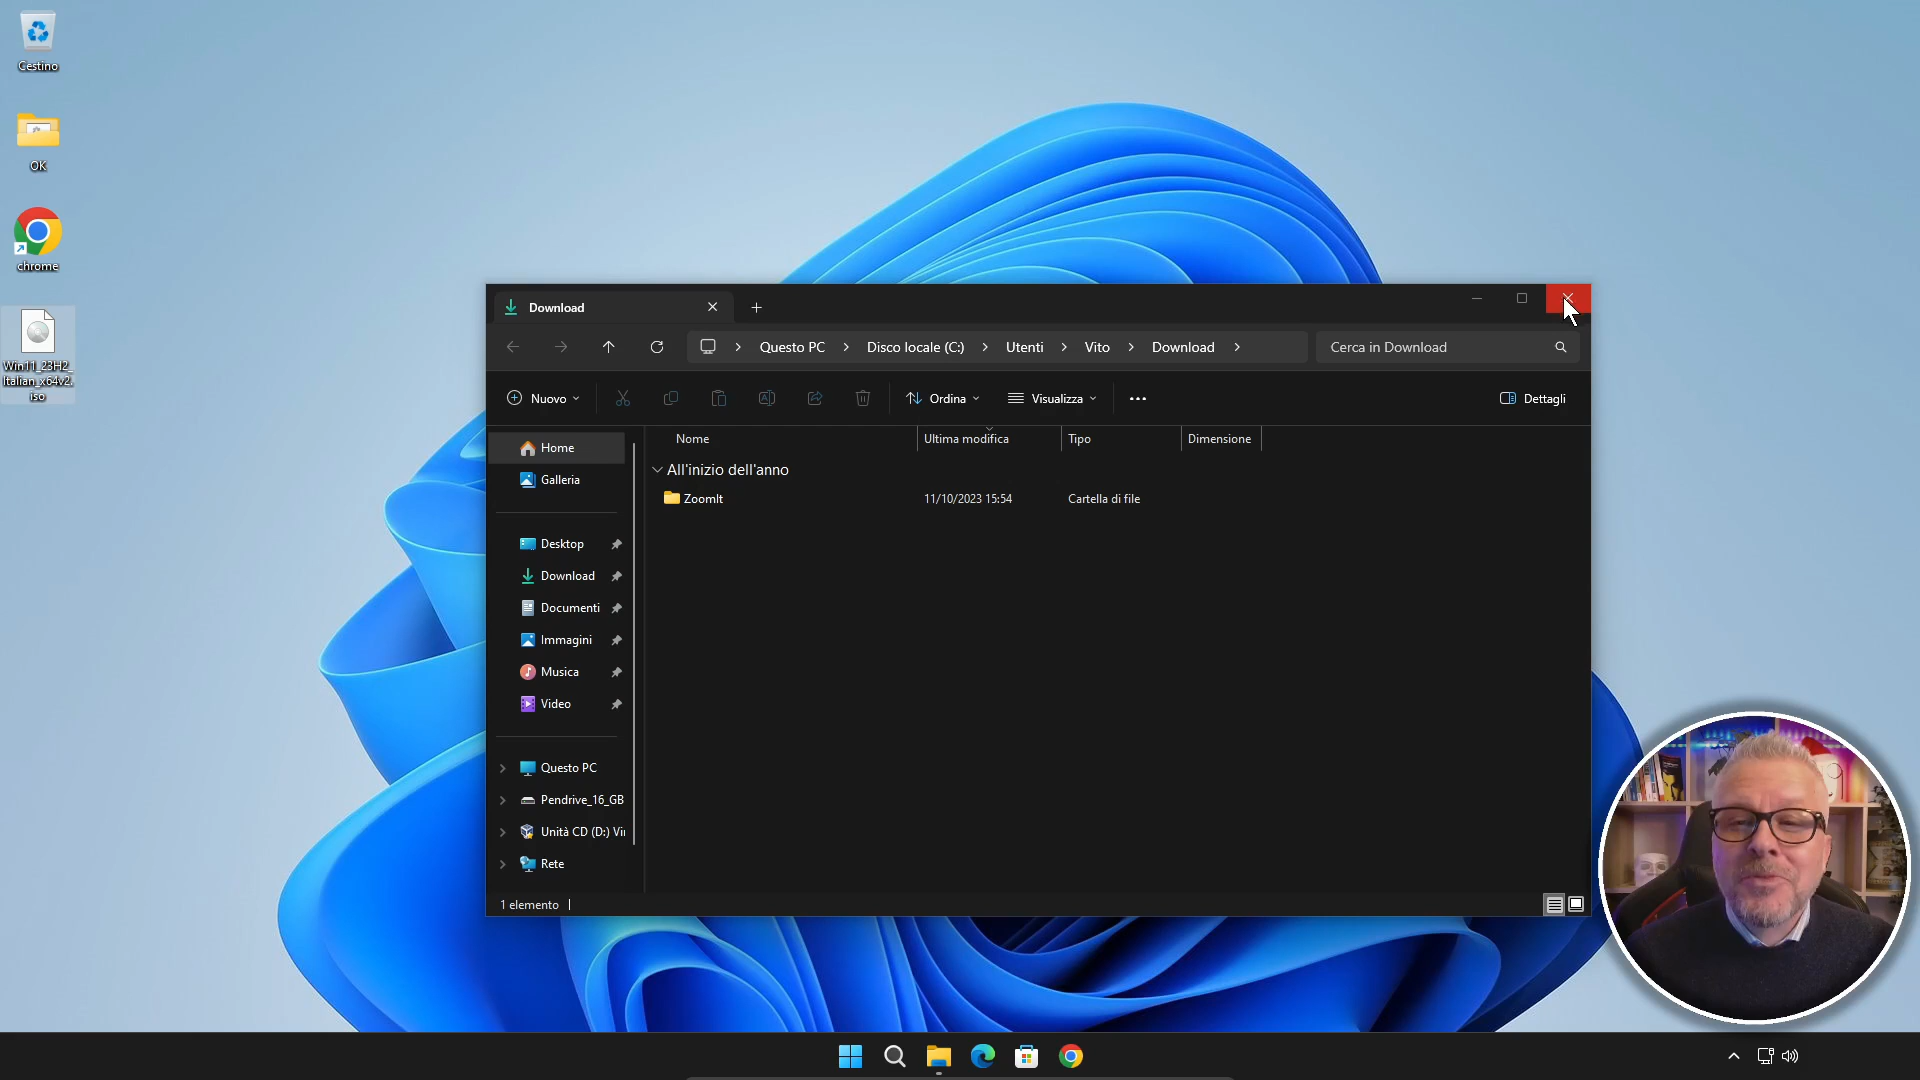 Cestino
OK
chrome
Win11_23H2_
Italian_x64v2.
iso
Download
Questo PC
Disco locale (C:)
Utenti
Vito
Download
Cerca in Download
Nuovo
Ordina
Visualizza
Dettagli
Nome
Ultima modifica
Tipo
Dimensione
All'inizio dell'anno
ZoomIt
11/10/2023 15:54
Cartella di file
Home
Galleria
Desktop
Download
Documenti
Immagini
Musica
Video
Questo PC
Pendrive_16_GB
Unità CD (D:) Vir
Rete
1 elemento